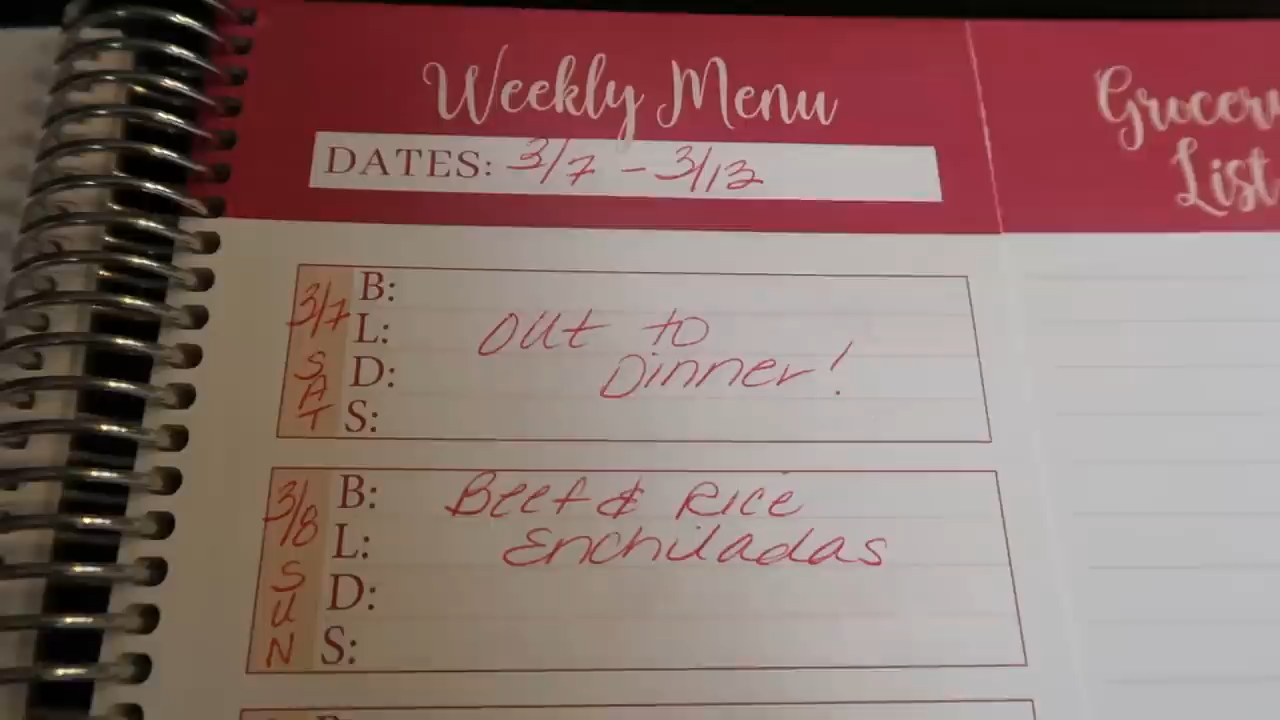 Weekly Menu
DATES: 3/7 - 3/13
Grocery
List
3/7
SAT
B:
L: Out to
D: Dinner!
S:
3/8
SUN
B: Beef & Rice
L: Enchiladas
D:
S: